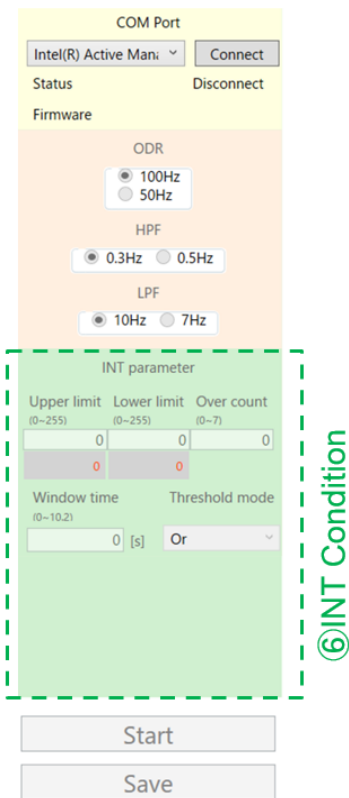 COM Port
Intel(R) Active Mana
Connect
Status
Disconnect
Firmware
ODR
100Hz
50Hz
HPF
0.3Hz
0.5Hz
LPF
10Hz
7Hz
INT parameter
Upper limit
Lower limit
Over count
(0~255)
(0~255)
(0~7)
0
0
0
0
0
Window time
Threshold mode
(0~10.2)
0
[s]
Or
⑥INT Condition
Start
Save